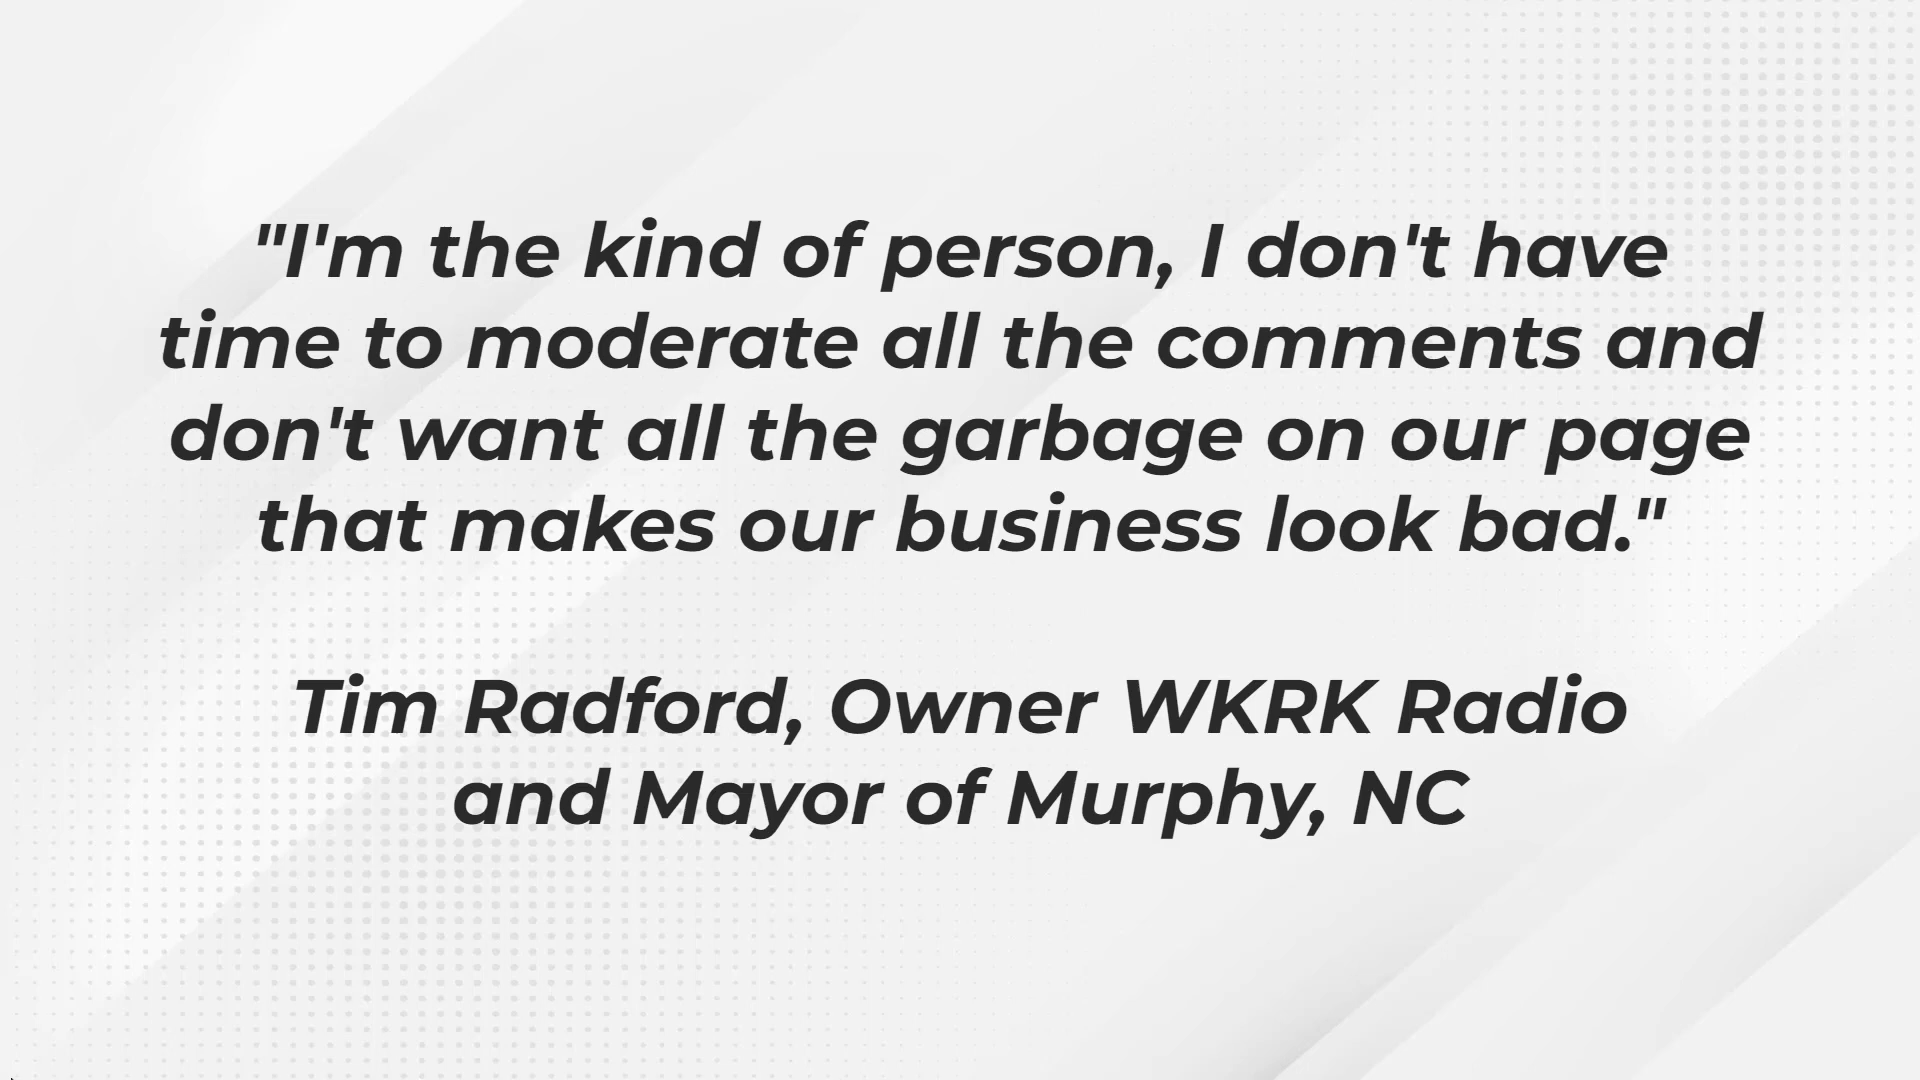 "I'm the kind of person, I don't have
time to moderate all the comments and
don't want all the garbage on our page
that makes our business look bad."
Tim Radford, Owner WKRK Radio
and Mayor of Murphy, NC